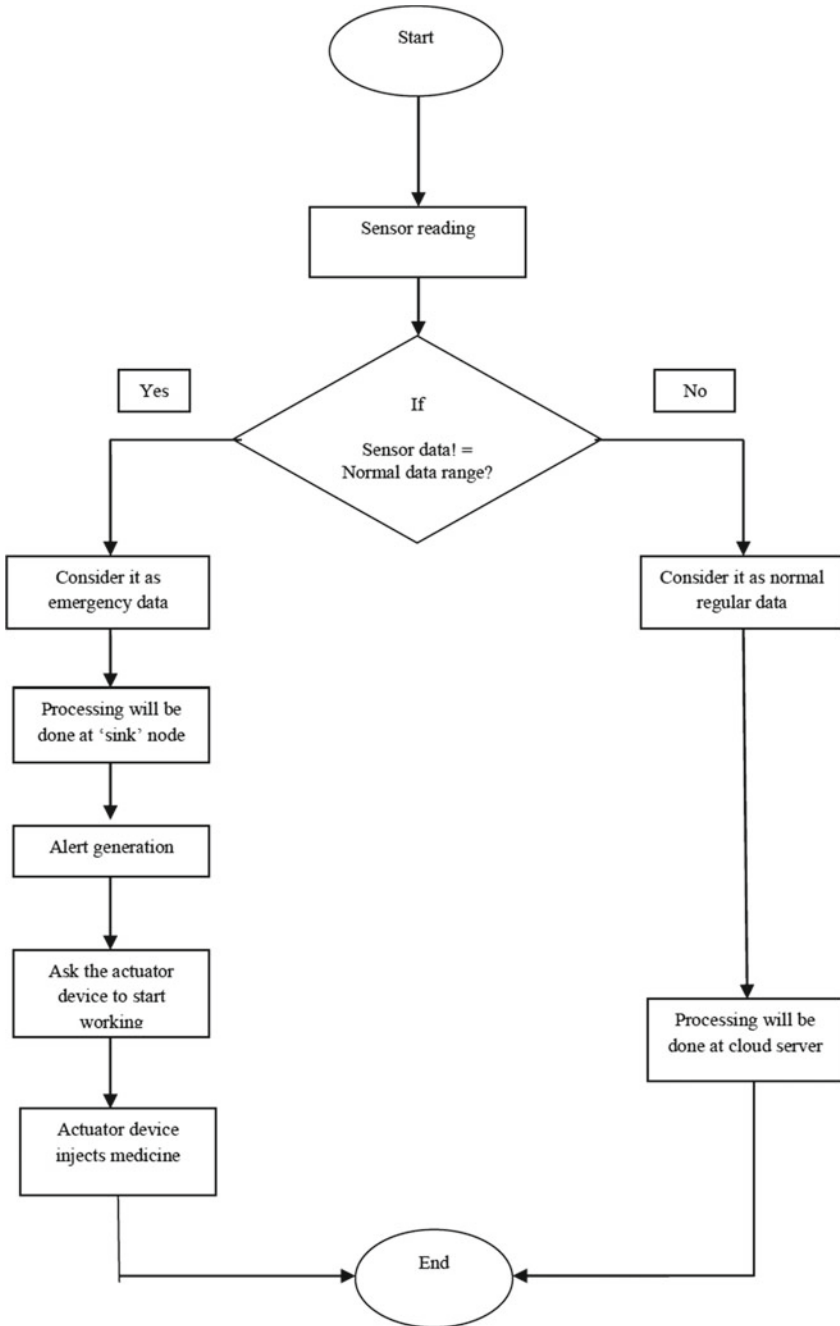 Start
Sensor reading
Yes
No
If
Sensor data! =
Normal data range?
Consider it as
emergency data
Consider it as normal
regular data
Processing will be
done at ‘sink’ node
Alert generation
Ask the actuator
device to start
working
Processing will be
done at cloud server
Actuator device
injects medicine
End